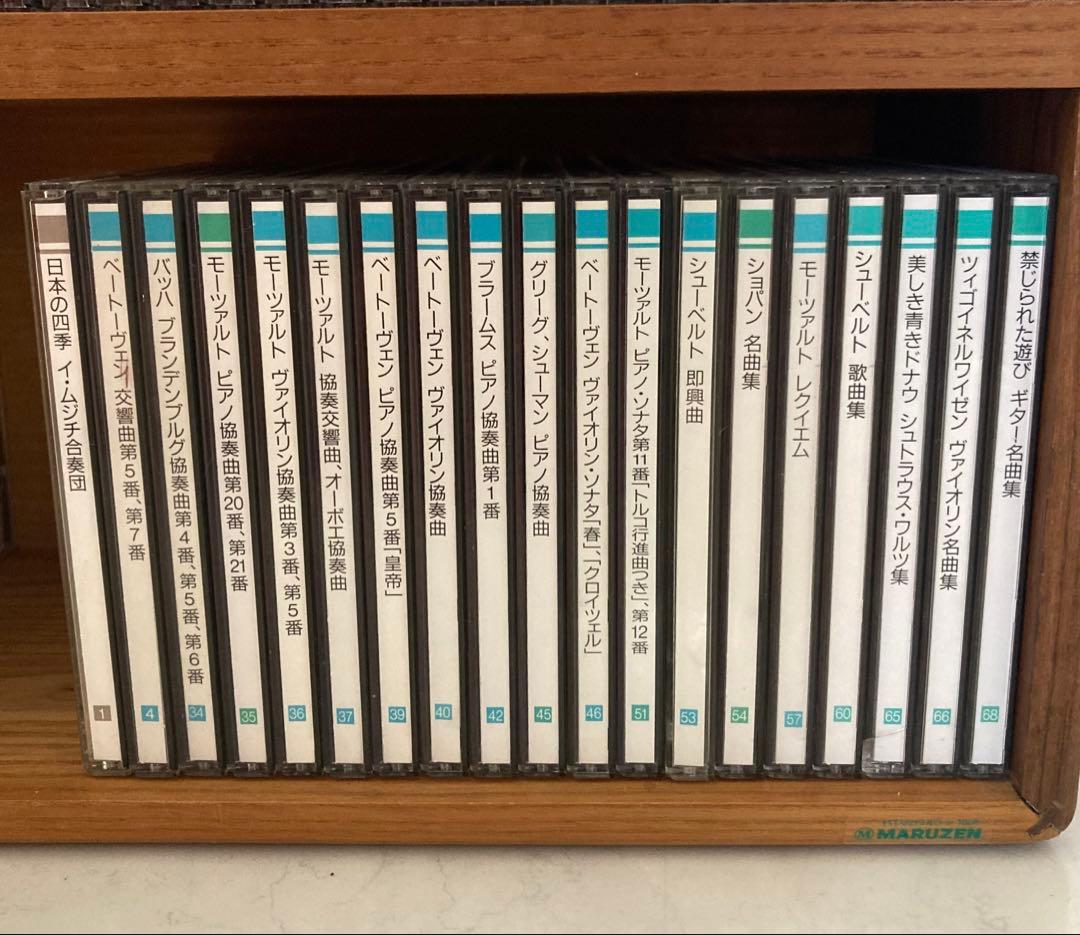 日本の四季 イ・ムジチ合奏団
1
ベートーヴェン 交響曲第5番、第7番
4
バッハ ブランデンブルグ協奏曲第4番、第5番、第6番
34
モーツァルト ピアノ協奏曲第20番、第21番
35
モーツァルト ヴァイオリン協奏曲第3番、第5番
36
モーツァルト 協奏交響曲、オーボエ協奏曲
37
ベートーヴェン ピアノ協奏曲第5番「皇帝」
39
ベートーヴェン ヴァイオリン協奏曲
40
ブラームス ピアノ協奏曲第1番
42
グリーグ、シューマン ピアノ協奏曲
45
ベートーヴェン ヴァイオリン・ソナタ「春」、「クロイツェル」
46
モーツァルト ピアノ・ソナタ第11番「トルコ行進曲つき」、第12番
51
シューベルト 即興曲
53
ショパン 名曲集
54
モーツァルト レクイエム
57
シューベルト 歌曲集
60
美しき青きドナウ シュトラウス・ワルツ集
65
ツィゴイネルワイゼン ヴァイオリン名曲集
66
禁じられた遊び ギター名曲集
68
MARUZEN